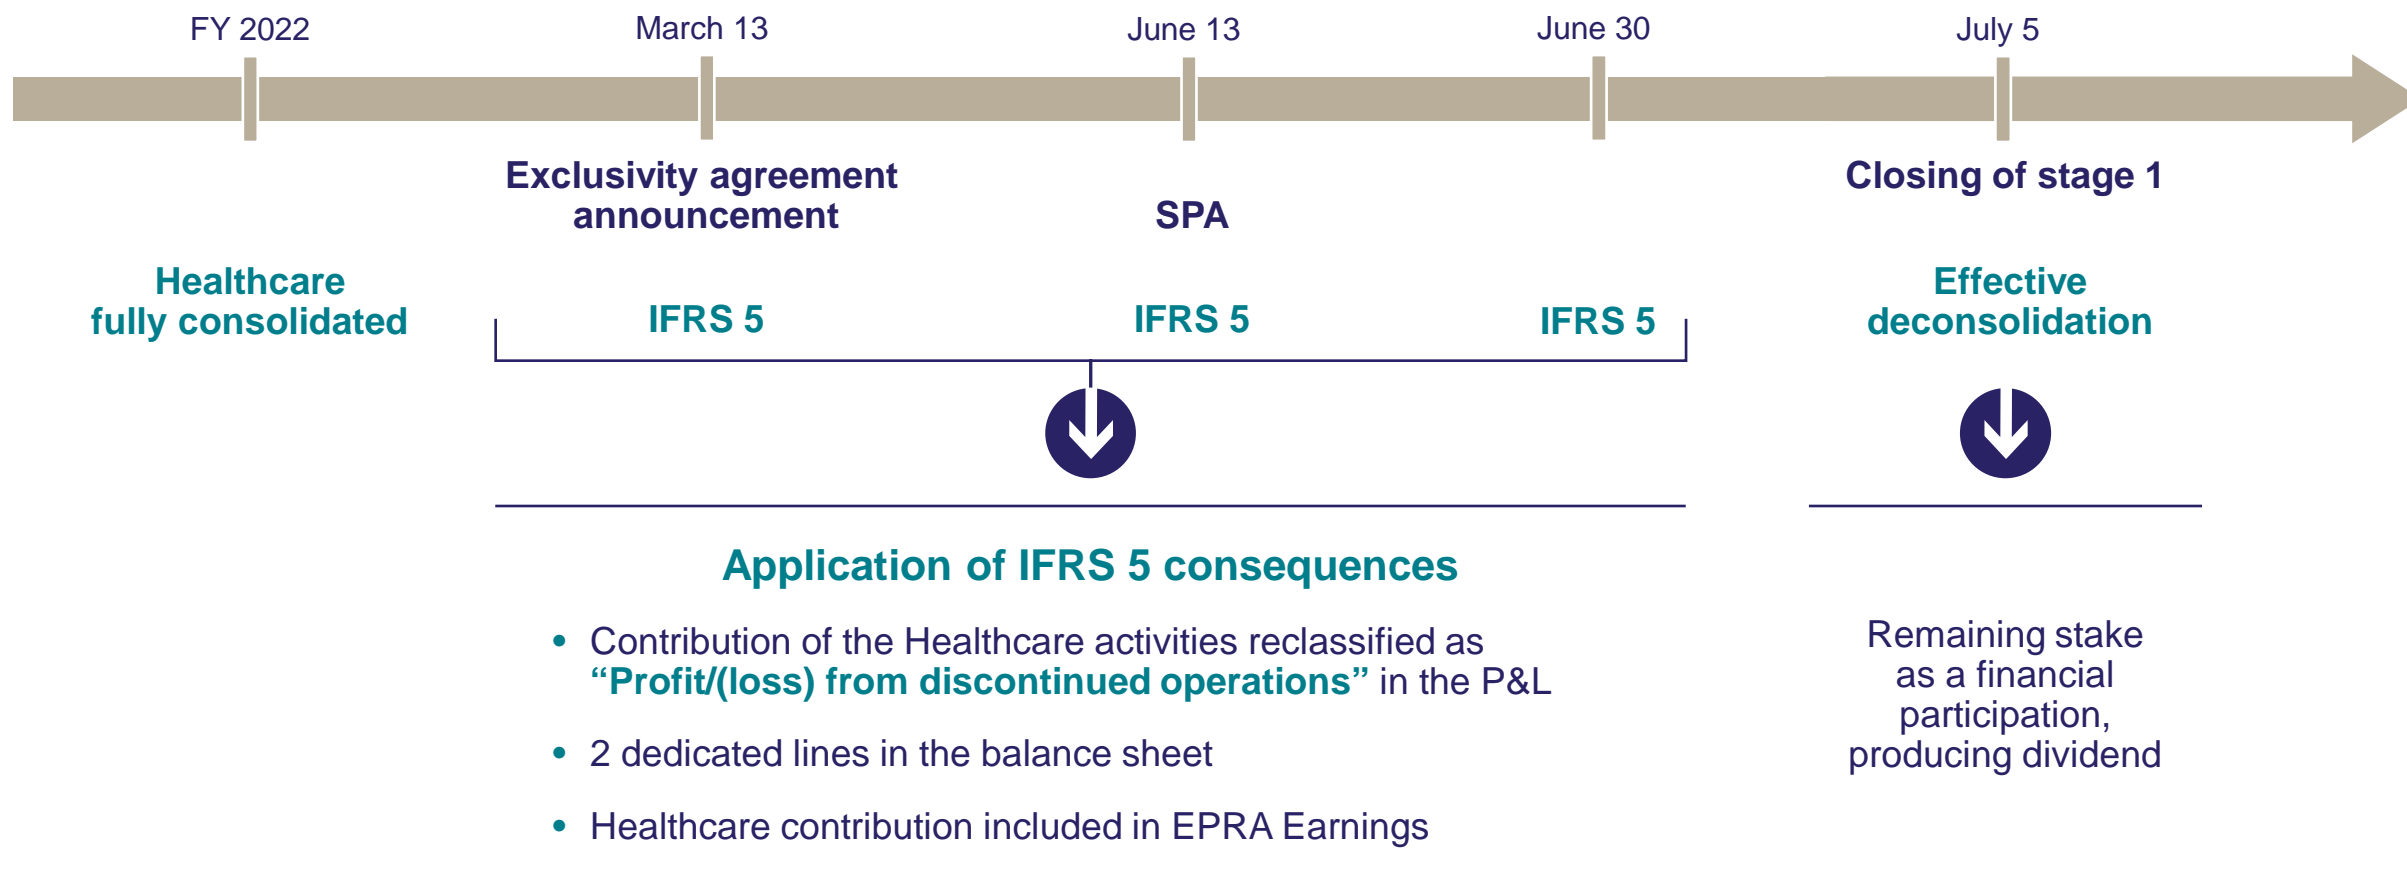 FY 2022
March 13
June 13
June 30
July 5
Exclusivity agreement
announcement
SPA
Closing of stage 1
Healthcare
fully consolidated
IFRS 5
IFRS 5
IFRS 5
Effective
deconsolidation
Application of IFRS 5 consequences
• Contribution of the Healthcare activities reclassified as
“Profit/(loss) from discontinued operations” in the P&L
• 2 dedicated lines in the balance sheet
• Healthcare contribution included in EPRA Earnings
Remaining stake
as a financial
participation,
producing dividend